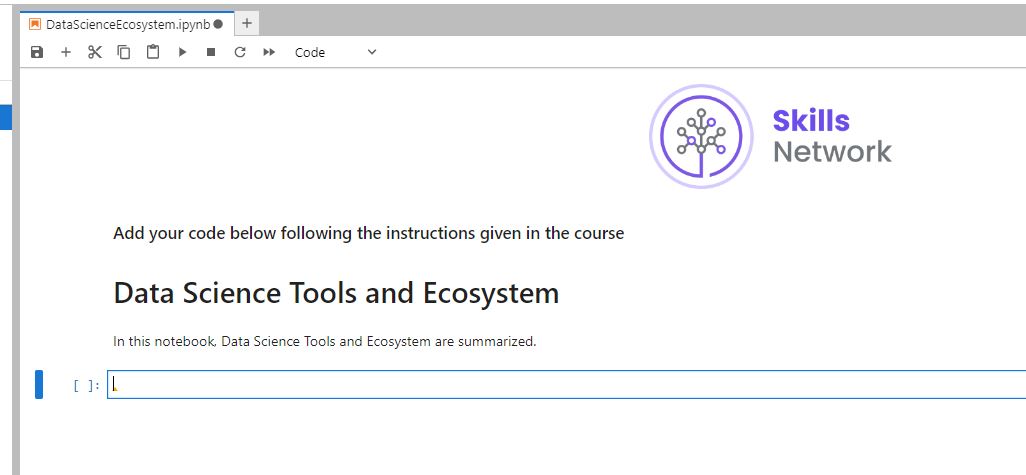 DataScienceEcosystem.ipynb
Code
Skills
Network
Add your code below following the instructions given in the course
Data Science Tools and Ecosystem
In this notebook, Data Science Tools and Ecosystem are summarized.
[ ]: